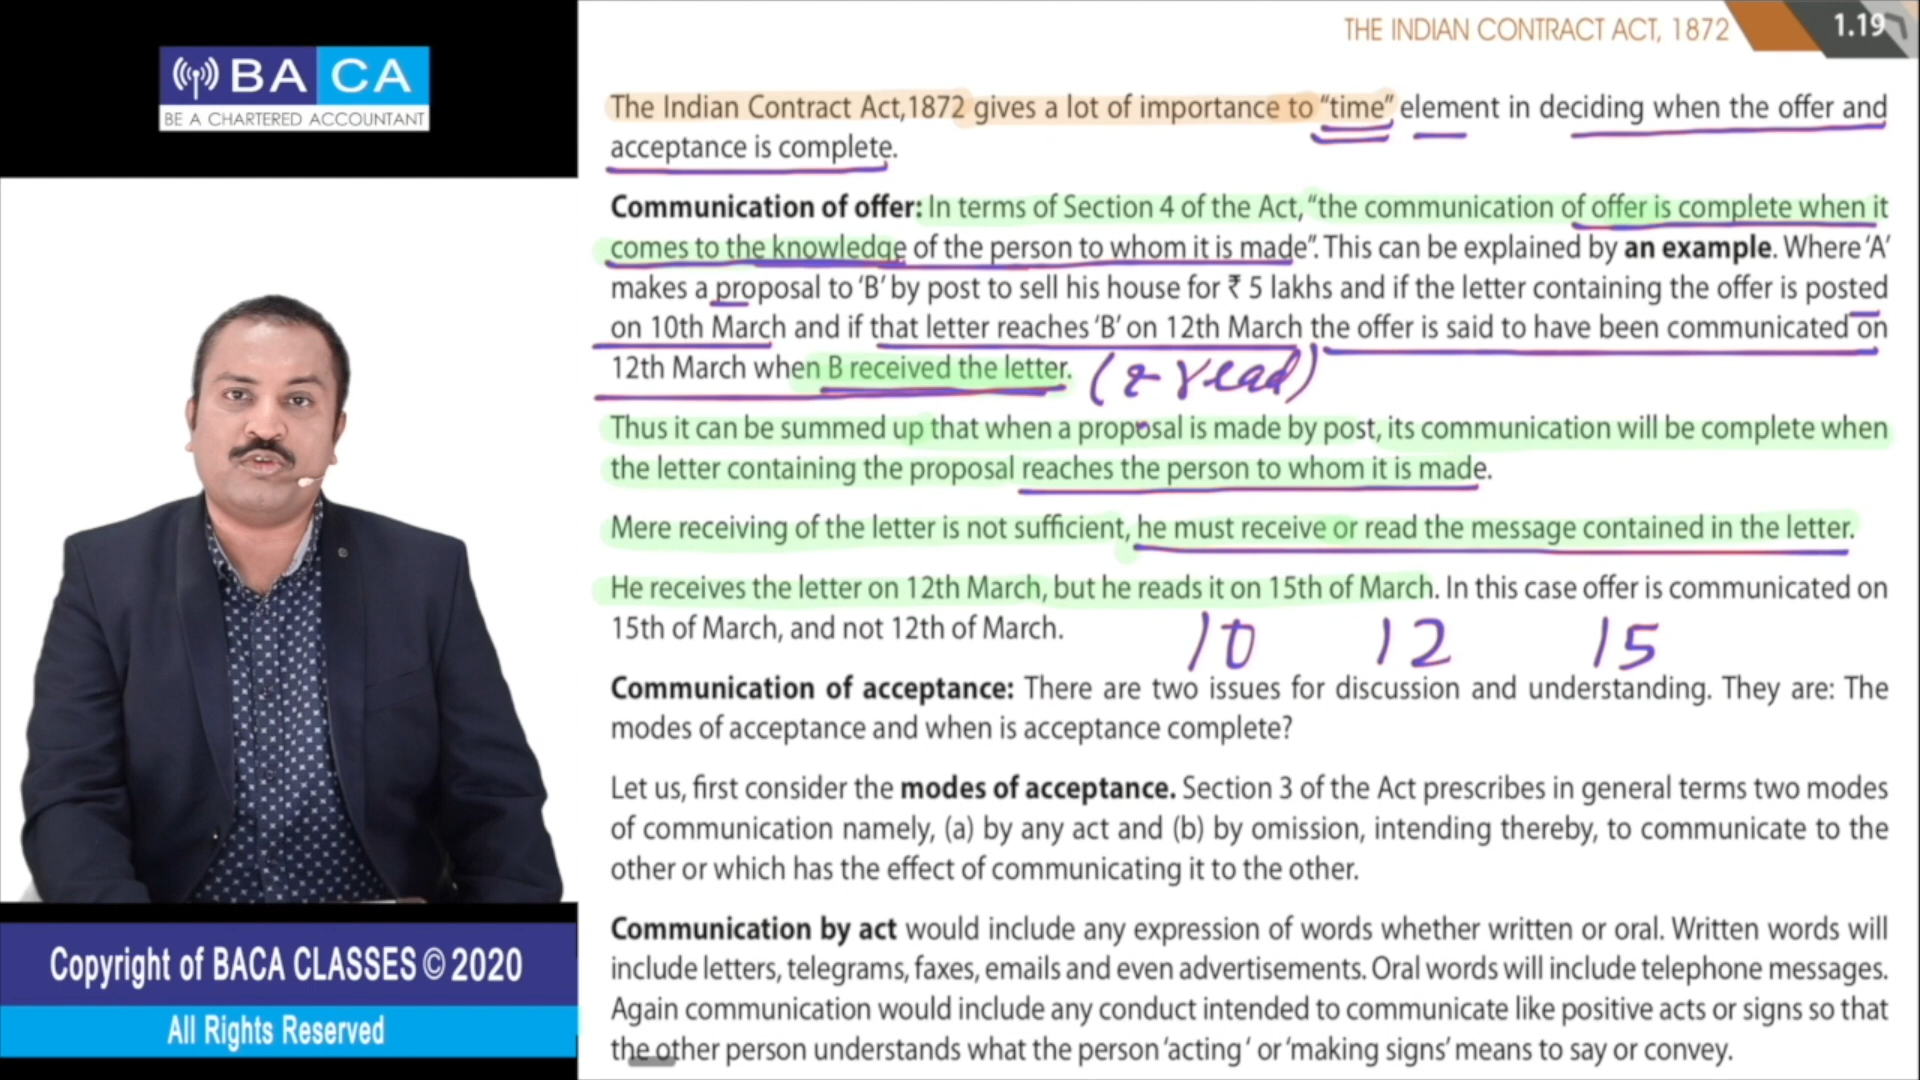 BA CA
BE A CHARTERED ACCOUNTANT
THE INDIAN CONTRACT ACT, 1872 1.19
The Indian Contract Act,1872 gives a lot of importance to “time” element in deciding when the offer and
acceptance is complete.
Communication of offer: In terms of Section 4 of the Act, “the communication of offer is complete when it
comes to the knowledge of the person to whom it is made”. This can be explained by an example. Where ‘A’
makes a proposal to ‘B’ by post to sell his house for ₹ 5 lakhs and if the letter containing the offer is posted
on 10th March and if that letter reaches ‘B’ on 12th March the offer is said to have been communicated on
12th March when B received the letter. (& read)
Thus it can be summed up that when a proposal is made by post, its communication will be complete when
the letter containing the proposal reaches the person to whom it is made.
Mere receiving of the letter is not sufficient, he must receive or read the message contained in the letter.
He receives the letter on 12th March, but he reads it on 15th of March. In this case offer is communicated on
15th of March, and not 12th of March. 10 12 15
Communication of acceptance: There are two issues for discussion and understanding. They are: The
modes of acceptance and when is acceptance complete?
Let us, first consider the modes of acceptance. Section 3 of the Act prescribes in general terms two modes
of communication namely, (a) by any act and (b) by omission, intending thereby, to communicate to the
other or which has the effect of communicating it to the other.
Communication by act would include any expression of words whether written or oral. Written words will
include letters, telegrams, faxes, emails and even advertisements. Oral words will include telephone messages.
Again communication would include any conduct intended to communicate like positive acts or signs so that
the other person understands what the person ‘acting ‘ or ‘making signs’ means to say or convey.
Copyright of BACA CLASSES © 2020
All Rights Reserved